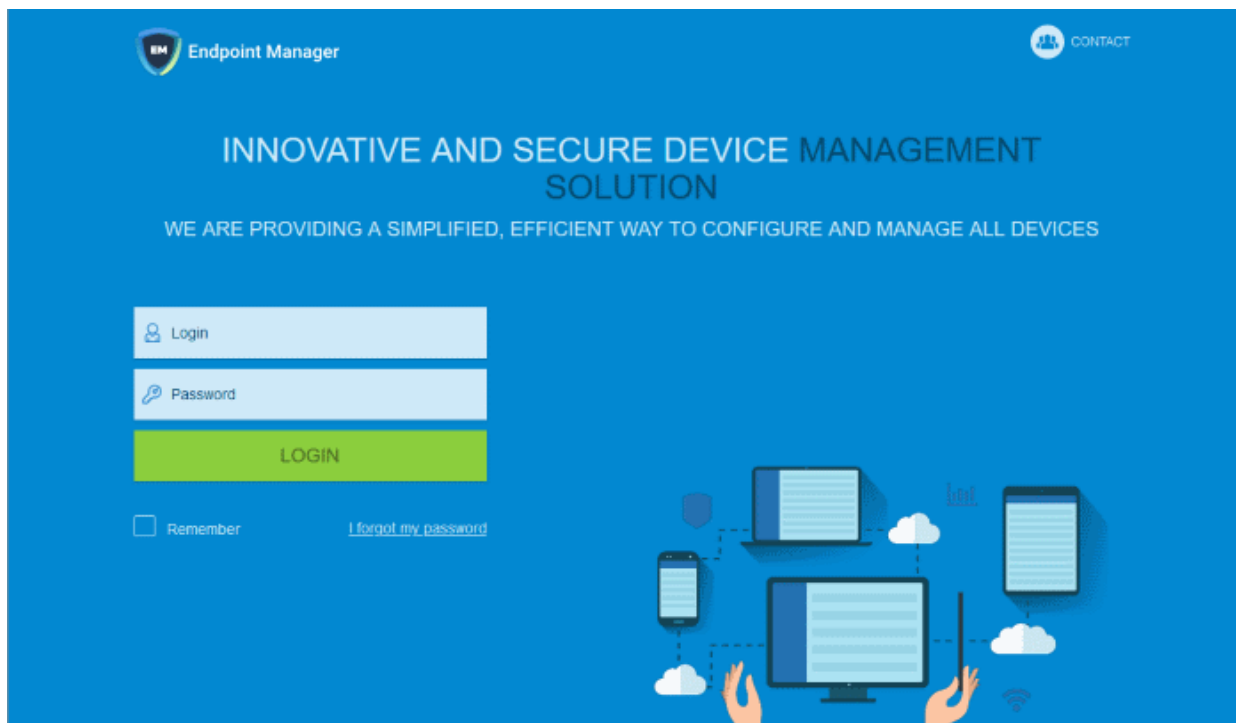 EM Endpoint Manager
CONTACT
INNOVATIVE AND SECURE DEVICE MANAGEMENT
SOLUTION
WE ARE PROVIDING A SIMPLIFIED, EFFICIENT WAY TO CONFIGURE AND MANAGE ALL DEVICES
Login
Password
LOGIN
Remember
I forgot my password